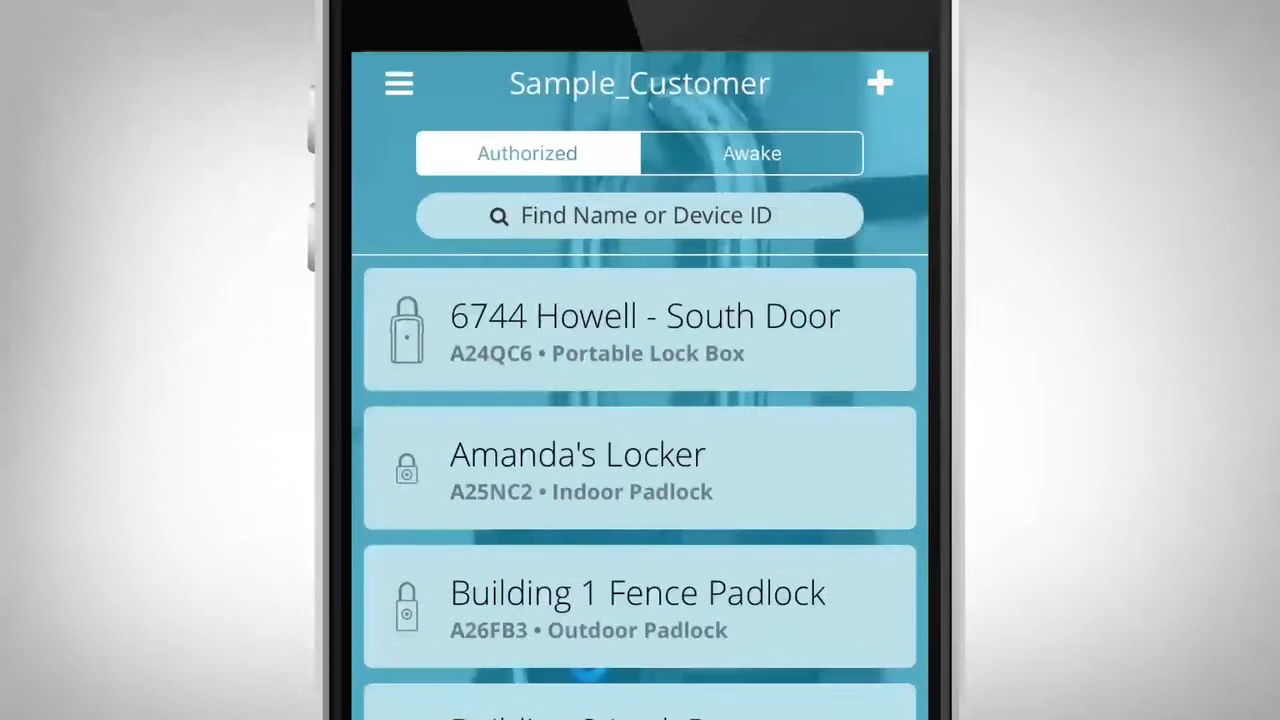 Sample_Customer
Authorized
Awake
Find Name or Device ID
6744 Howell - South Door
A24QC6 • Portable Lock Box
Amanda's Locker
A25NC2 • Indoor Padlock
Building 1 Fence Padlock
A26FB3 • Outdoor Padlock